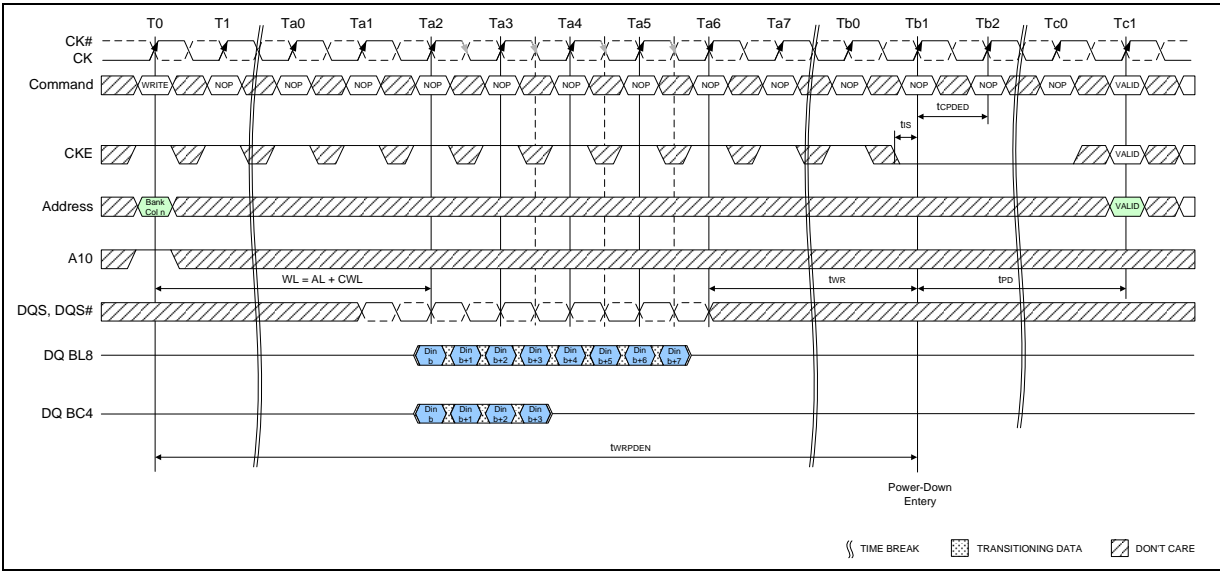 T0 T1 Ta0 Ta1 Ta2 Ta3 Ta4 Ta5 Ta6 Ta7 Tb0 Tb1 Tb2 Tc0 Tc1
CK#
CK
Command WRITE NOP NOP NOP NOP NOP NOP NOP NOP NOP NOP NOP NOP NOP VALID
tCPDED
tIS
CKE VALID
Address Bank Col n VALID
A10
WL = AL + CWL tWR tPD
DQS, DQS#
DQ BL8 Din b Din b+1 Din b+2 Din b+3 Din b+4 Din b+5 Din b+6 Din b+7
DQ BC4 Din b Din b+1 Din b+2 Din b+3
tWRPDEN
Power-Down
Entery
TIME BREAK TRANSITIONING DATA DON'T CARE